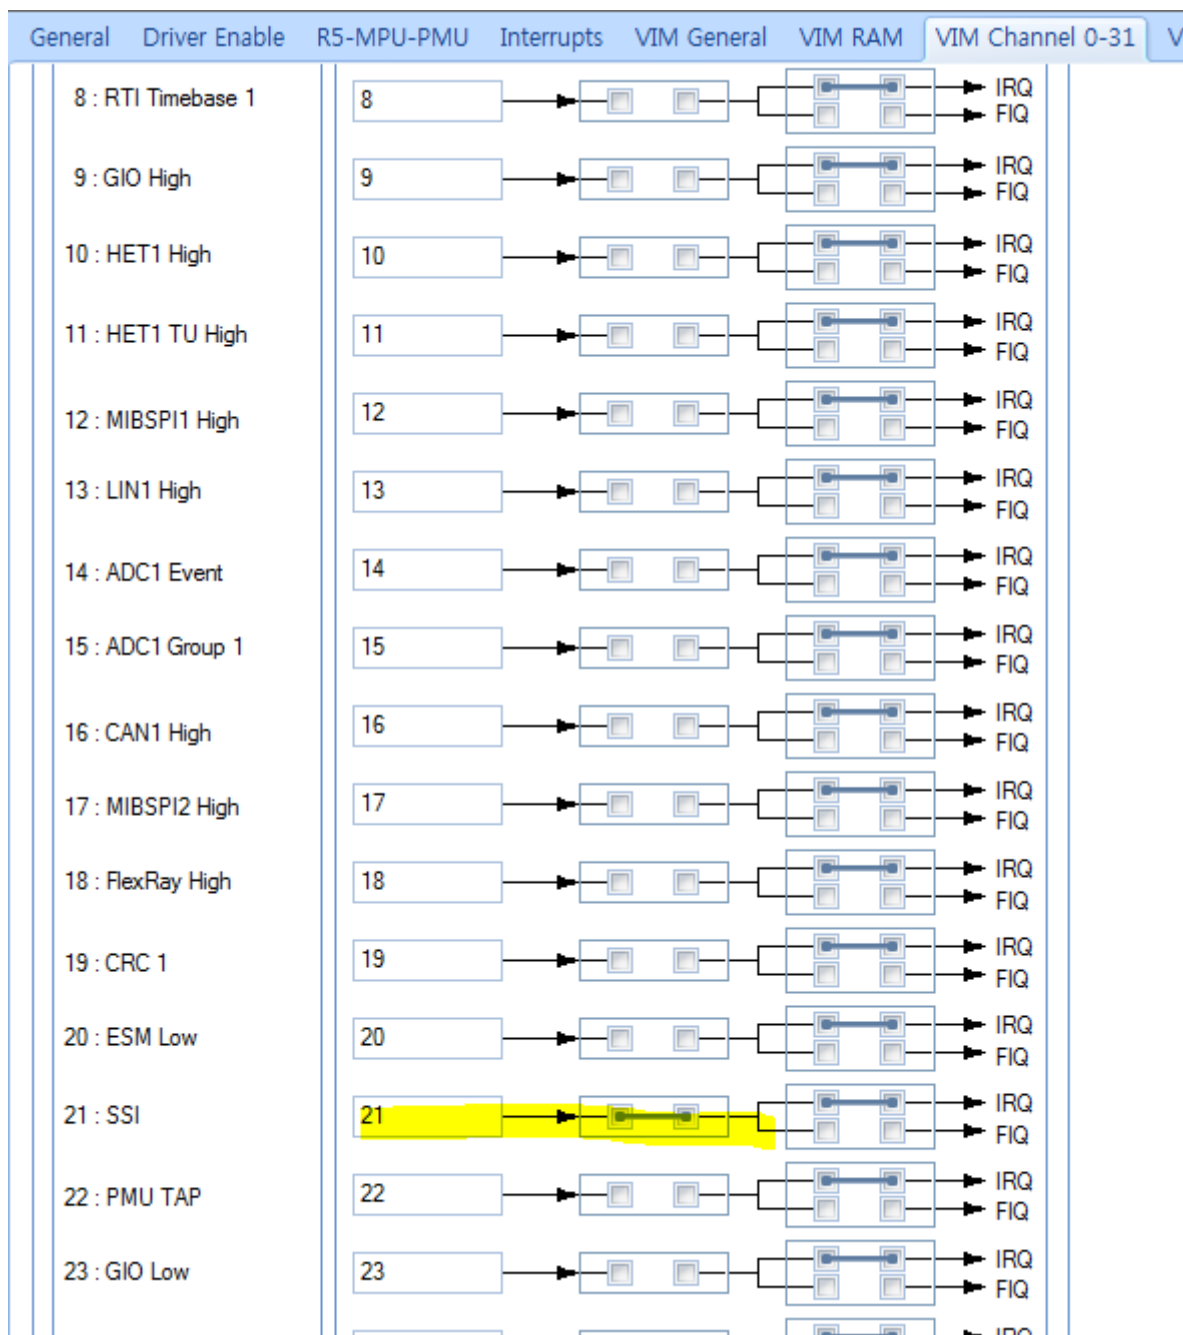 General Driver Enable R5-MPU-PMU Interrupts VIM General VIM RAM VIM Channel 0-31 V
8 : RTI Timebase 1 8 IRQ
FIQ
9 : GIO High 9 IRQ
FIQ
10 : HET1 High 10 IRQ
FIQ
11 : HET1 TU High 11 IRQ
FIQ
12 : MIBSPI1 High 12 IRQ
FIQ
13 : LIN1 High 13 IRQ
FIQ
14 : ADC1 Event 14 IRQ
FIQ
15 : ADC1 Group 1 15 IRQ
FIQ
16 : CAN1 High 16 IRQ
FIQ
17 : MIBSPI2 High 17 IRQ
FIQ
18 : FlexRay High 18 IRQ
FIQ
19 : CRC 1 19 IRQ
FIQ
20 : ESM Low 20 IRQ
FIQ
21 : SSI 21 IRQ
FIQ
22 : PMU TAP 22 IRQ
FIQ
23 : GIO Low 23 IRQ
FIQ
IRQ